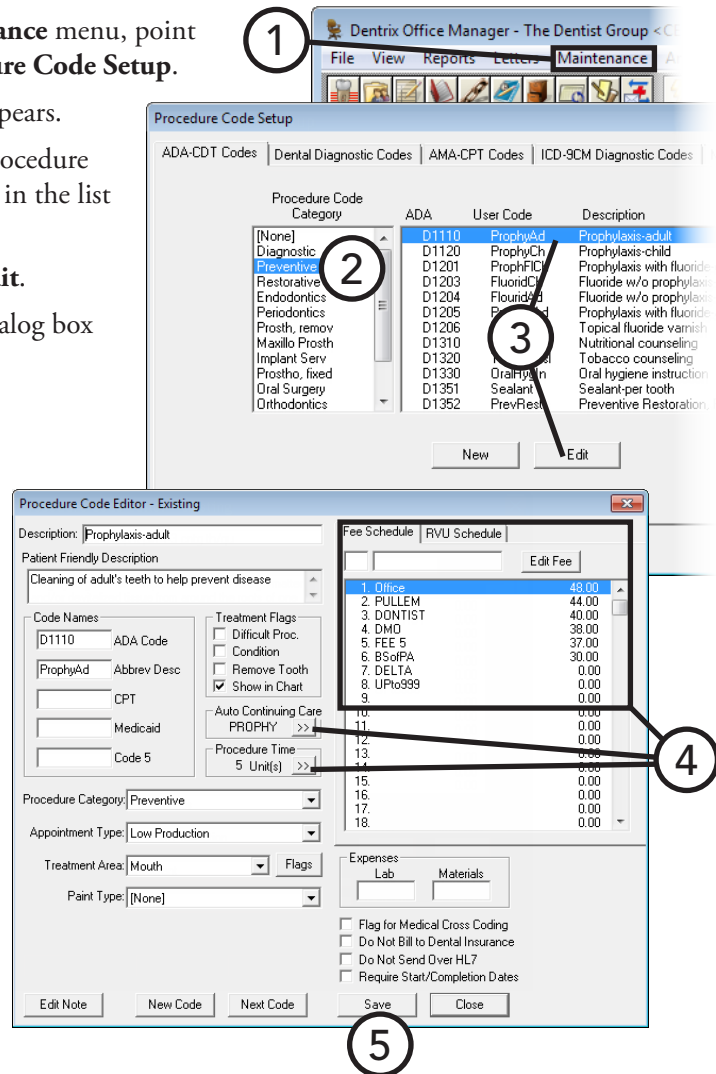 ance menu, point
re Code Setup.
pears.
rocedure
in the list
it.
alog box
1
Dentrix Office Manager - The Dentist Group <CE
File View Reports Letters Maintenance A
Procedure Code Setup
ADA-CDT Codes Dental Diagnostic Codes AMA-CPT Codes ICD-9CM Diagnostic Codes
Procedure Code
Category ADA User Code Description
[None]
Diagnostic
Preventive
Restorative
Endodontics
Periodontics
Prosth, remov
Maxillo Prosth
Implant Serv
Prostho, fixed
Oral Surgery
Orthodontics
2
D1110 ProphyAd Prophylaxis-adult
D1120 ProphyCh Prophylaxis-child
D1201 ProphFlCh Prophylaxis with fluoride-
D1203 FluoridCh Fluoride w/o prophylaxis
D1204 FlouridAd Fluoride w/o prophylaxis
D1205 Prophylaxis with fluoride-
D1206 Topical fluoride varnish
D1310 Nutritional counseling
D1320 Tobacco counseling
D1330 OralHygIn Oral hygiene instruction
D1351 Sealant Sealant-per tooth
D1352 PrevRest Preventive Restoration,
3
New Edit
Procedure Code Editor - Existing
Description: Prophylaxis-adult
Patient Friendly Description
Cleaning of adult's teeth to help prevent disease
Code Names
D1110 ADA Code
ProphyAd Abbrev Desc
CPT
Medicaid
Code 5
Treatment Flags
Difficult Proc.
Condition
Remove Tooth
Show in Chart
Auto Continuing Care
PROPHY >>
Procedure Time
5 Unit(s) >>
Procedure Category: Preventive
Appointment Type: Low Production
Treatment Area: Mouth Flags
Paint Type: [None]
Fee Schedule RVU Schedule
Edit Fee
1. Office 48.00
2. PULLEM 44.00
3. DONTIST 40.00
4. DMO 38.00
5. FEE 5 37.00
6. BSofPA 30.00
7. DELTA 0.00
8. UPto999 0.00
9. 0.00
10. 0.00
11. 0.00
12. 0.00
13. 0.00
14. 0.00
15. 0.00
16. 0.00
17. 0.00
18. 0.00
4
Expenses
Lab Materials
Flag for Medical Cross Coding
Do Not Bill to Dental Insurance
Do Not Send Over HL7
Require Start/Completion Dates
Edit Note New Code Next Code Save Close
5